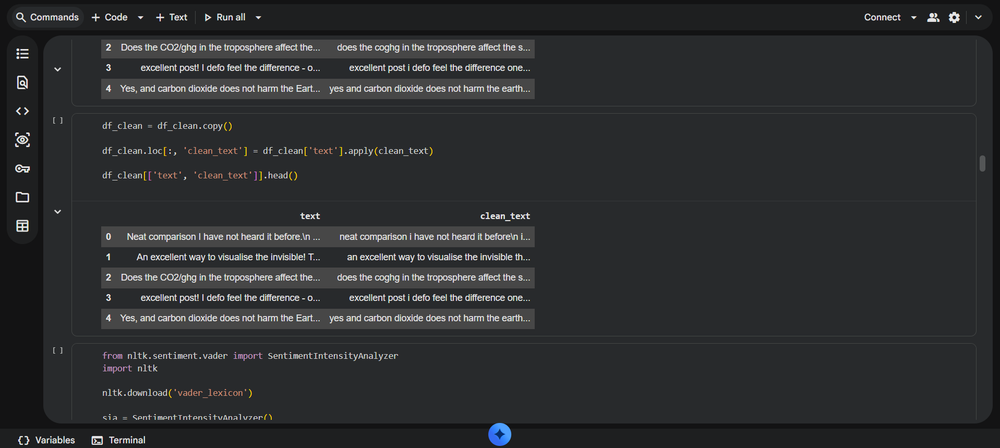 Commands + Code + Text Run all Connect
2 Does the CO2/ghg in the troposphere affect the... does the coghg in the troposphere affect the s...
3 excellent post! I defo feel the difference - o... excellent post i defo feel the difference one...
4 Yes, and carbon dioxide does not harm the Eart... yes and carbon dioxide does not harm the earth...
[ ]
df_clean = df_clean.copy()
df_clean.loc[:, 'clean_text'] = df_clean['text'].apply(clean_text)
df_clean[['text', 'clean_text']].head()
text clean_text
0 Neat comparison I have not heard it before.\n ... neat comparison i have not heard it before\n i...
1 An excellent way to visualise the invisible! T... an excellent way to visualise the invisible th...
2 Does the CO2/ghg in the troposphere affect the... does the coghg in the troposphere affect the s...
3 excellent post! I defo feel the difference - o... excellent post i defo feel the difference one...
4 Yes, and carbon dioxide does not harm the Eart... yes and carbon dioxide does not harm the earth...
[ ]
from nltk.sentiment.vader import SentimentIntensityAnalyzer
import nltk
nltk.download('vader_lexicon')
sia = SentimentIntensityAnalyzer()
Variables Terminal